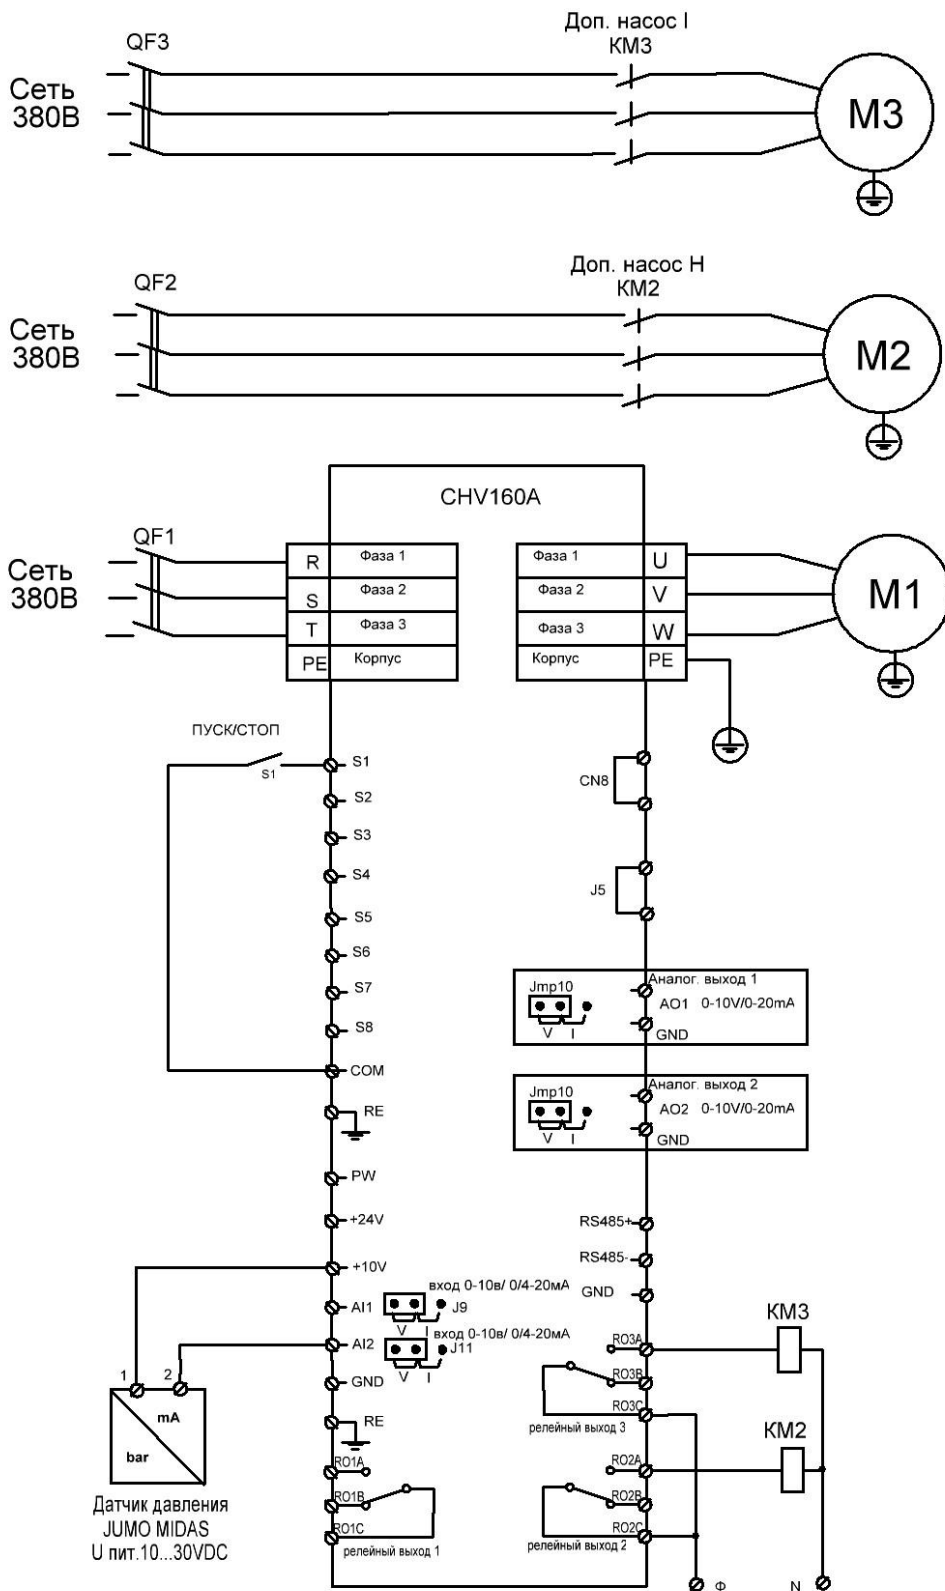 Доп. насос I
QF3
КМ3
Сеть
380В
М3
Доп. насос Н
QF2
КМ2
Сеть
380В
М2
CHV160A
QF1
Сеть
380В
R Фаза 1
S Фаза 2
T Фаза 3
PE Корпус
Фаза 1 U
Фаза 2 V
Фаза 3 W
Корпус PE
М1
ПУСК/СТОП
S1
S1
S2
S3
S4
S5
S6
S7
S8
COM
RE
PW
+24V
+10V
вход 0-10в/ 0/4-20мА
AI1
J9
V I
вход 0-10в/ 0/4-20мА
AI2
J11
V I
GND
RE
RO1A
RO1B
RO1C
релейный выход 1
1 2
mA
bar
Датчик давления
JUMO MIDAS
U пит.10...30VDC
CN8
J5
Аналог. выход 1
Jmp10
AO1 0-10V/0-20mA
V I
GND
Аналог. выход 2
Jmp10
AO2 0-10V/0-20mA
V I
GND
RS485+
RS485-
GND
RO3A
RO3B
RO3C
релейный выход 3
КМ3
RO2A
RO2B
RO2C
релейный выход 2
КМ2
Ф
N